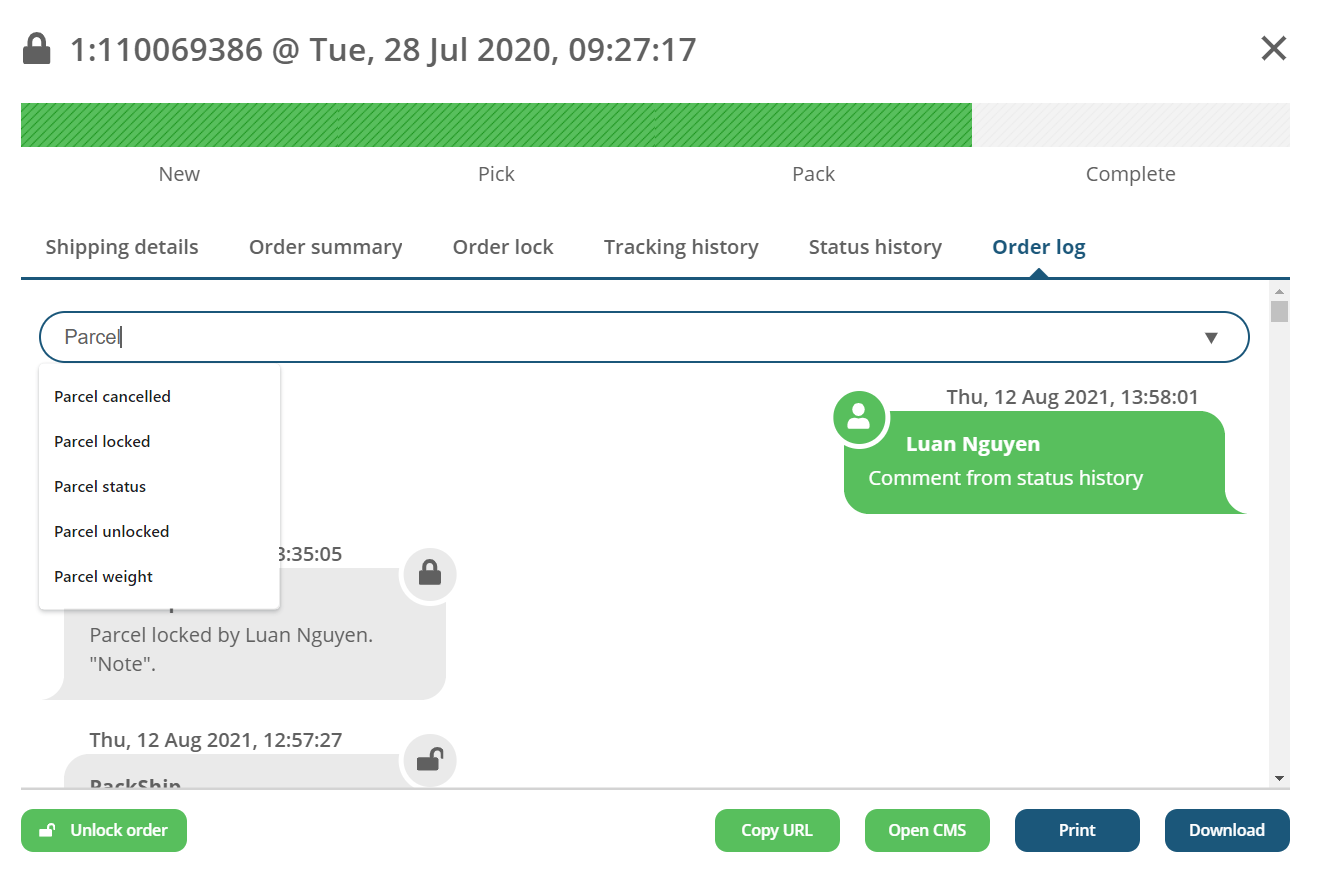 1:110069386 @ Tue, 28 Jul 2020, 09:27:17
New Pick Pack Complete
Shipping details Order summary Order lock Tracking history Status history Order log
Parcel
Parcel cancelled
Parcel locked
Parcel status
Parcel unlocked
Parcel weight
Thu, 12 Aug 2021, 13:58:01
Luan Nguyen
Comment from status history
:35:05
Parcel locked by Luan Nguyen.
"Note".
Thu, 12 Aug 2021, 12:57:27
PackShip
Unlock order Copy URL Open CMS Print Download